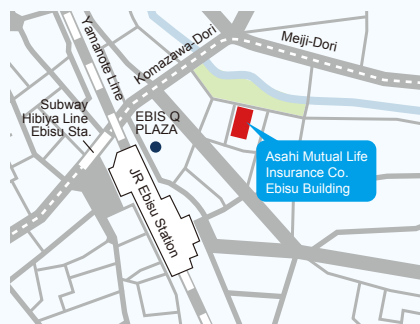 Yamanote Line
Komazawa-Dori
Meiji-Dori
Subway
Hibiya Line
Ebisu Sta.
EBIS Q
PLAZA
JR Ebisu Station
Asahi Mutual Life
Insurance Co.
Ebisu Building